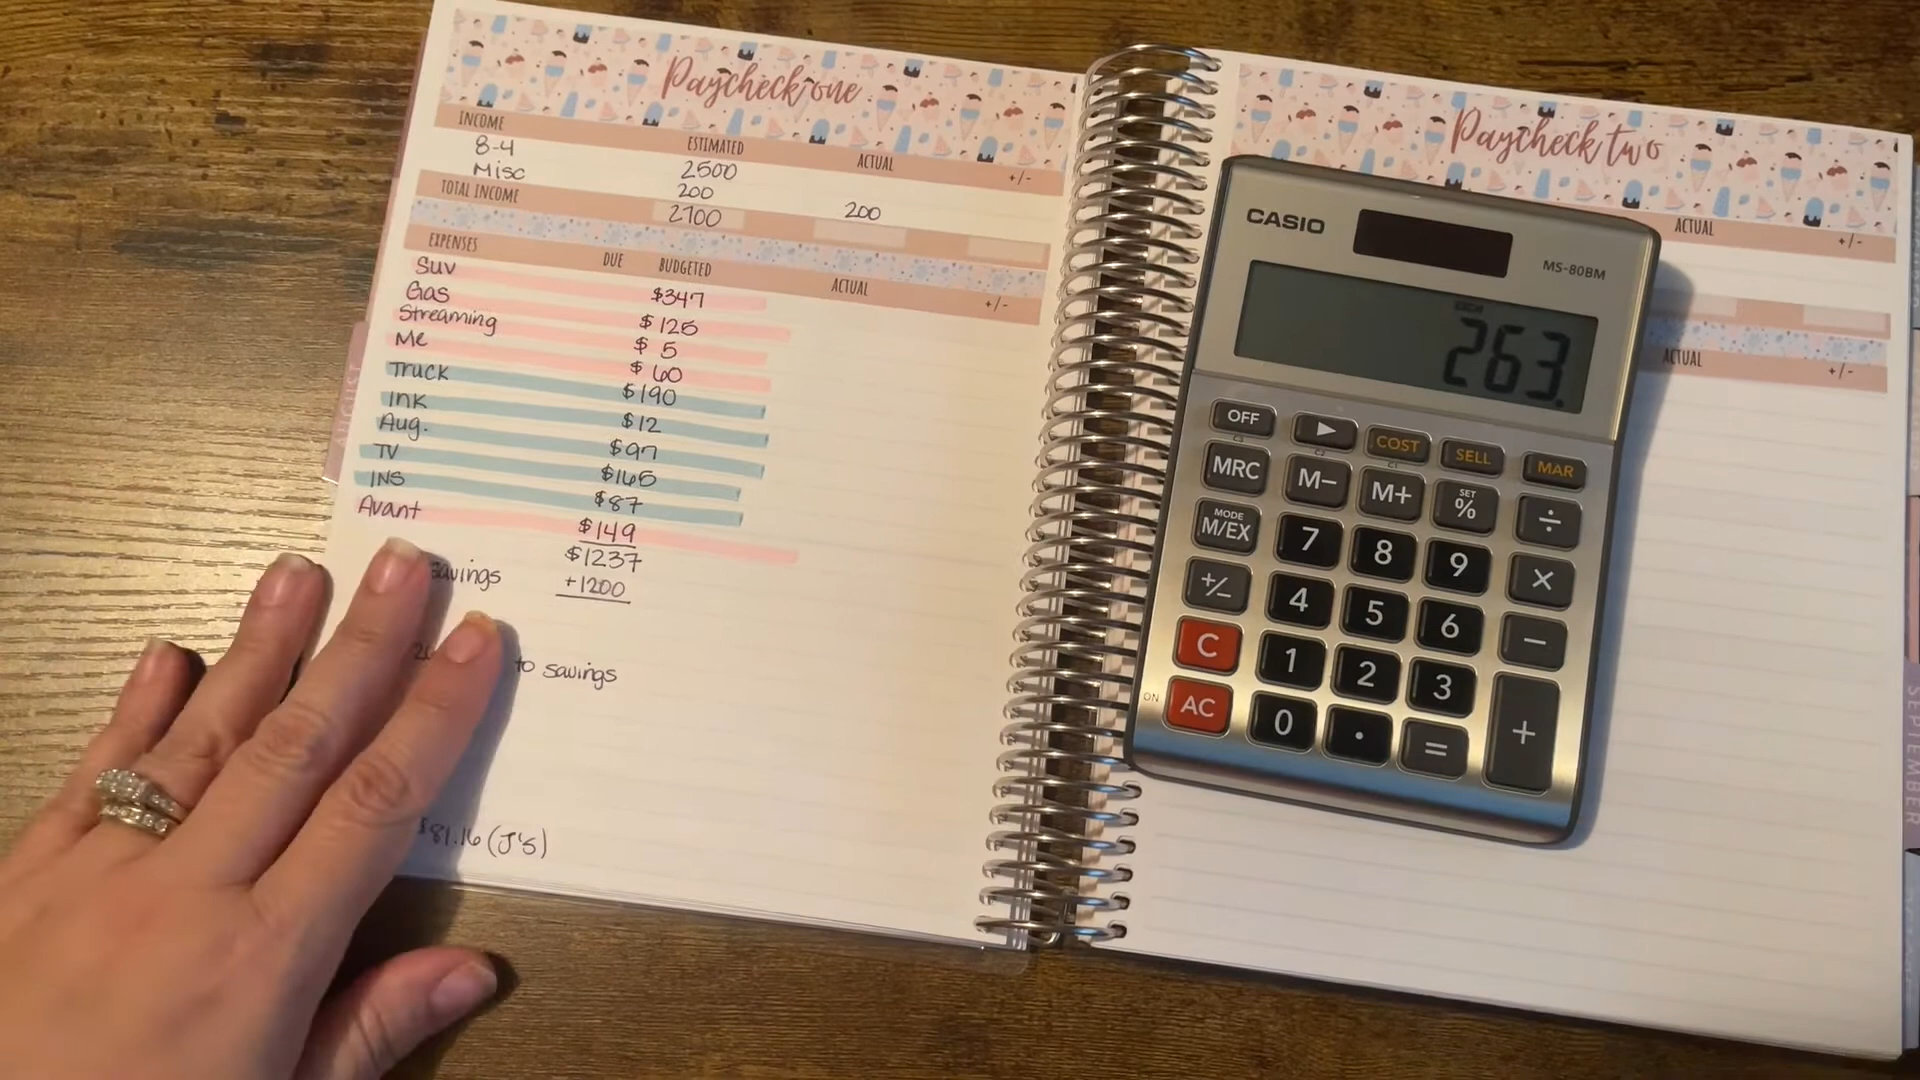 Paycheck one
INCOME ESTIMATED ACTUAL +/-
8-4 2500
Misc 200
TOTAL INCOME 2700 200
EXPENSES DUE BUDGETED ACTUAL +/-
Suv $347
Gas $125
Streaming $5
Me $60
Truck $190
Ink $12
Aug. $97
TV $165
INS $87
Avant $149
$1237
savings +1200
to savings
$81.16 (J's)
AUGUST
Paycheck two
ACTUAL +/-
ACTUAL +/-
SEPTEMBER
CASIO
MS-80BM
263.
OFF ▶ COST SELL MAR
MRC M- M+ SET % ÷
MODE M/EX 7 8 9 ×
+/- 4 5 6 −
C 1 2 3 +
ON AC 0 · =